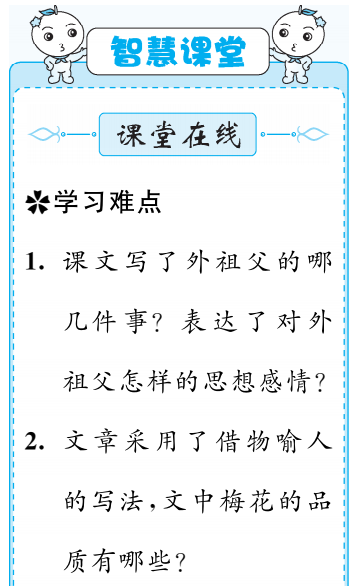 智慧课堂
课堂在线
学习难点
1. 课文写了外祖父的哪
几件事？表达了对外
祖父怎样的思想感情？
2. 文章采用了借物喻人
的写法，文中梅花的品
质有哪些？